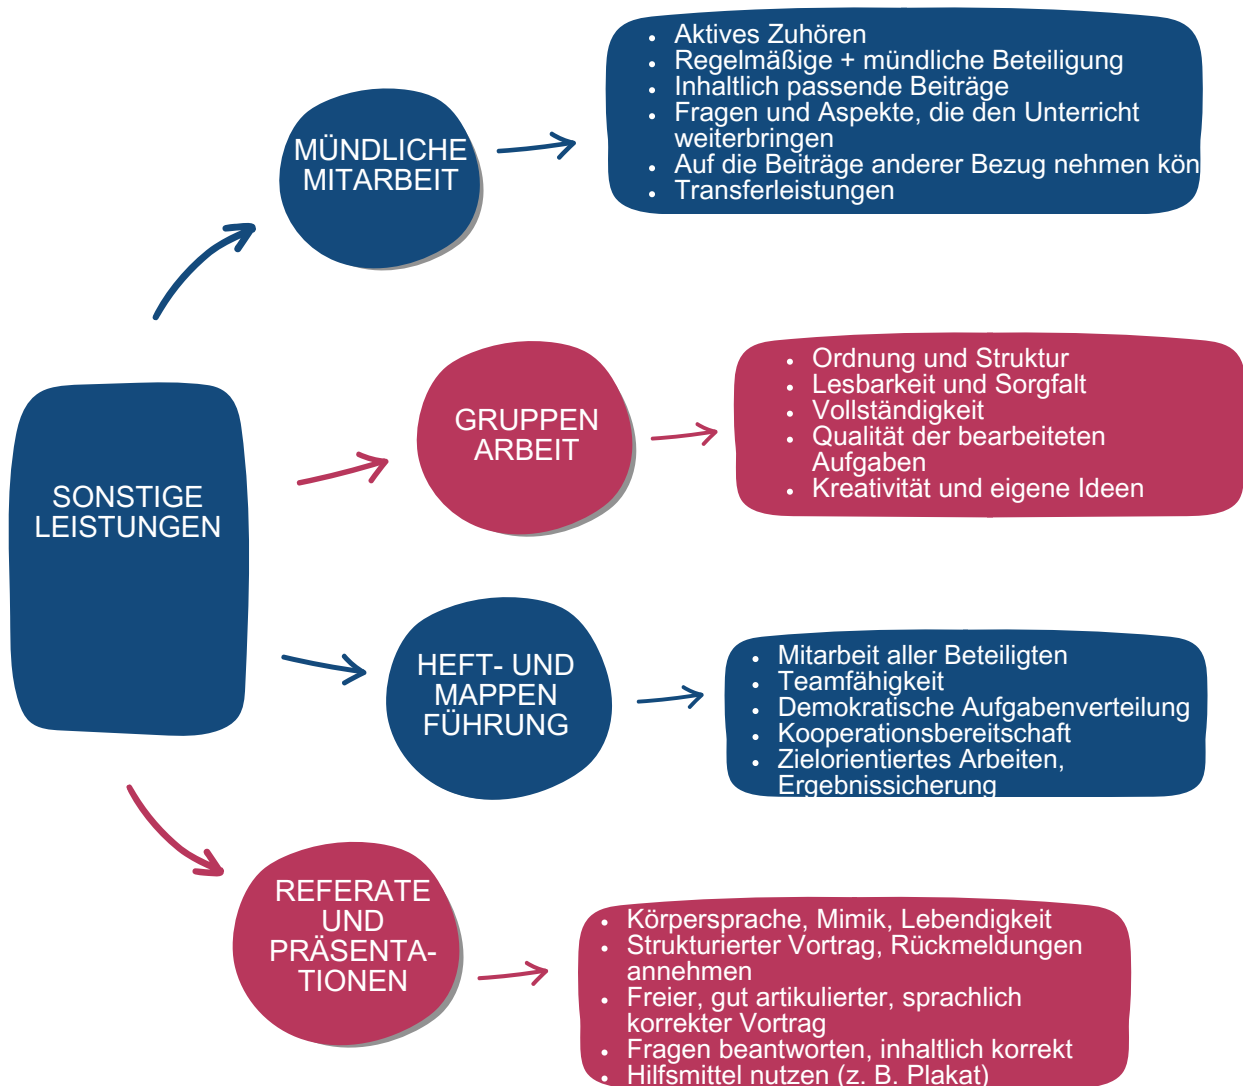 SONSTIGE
LEISTUNGEN
MÜNDLICHE
MITARBEIT
• Aktives Zuhören
• Regelmäßige + mündliche Beteiligung
• Inhaltlich passende Beiträge
• Fragen und Aspekte, die den Unterricht
weiterbringen
• Auf die Beiträge anderer Bezug nehmen kön
• Transferleistungen
GRUPPEN
ARBEIT
• Ordnung und Struktur
• Lesbarkeit und Sorgfalt
• Vollständigkeit
• Qualität der bearbeiteten
Aufgaben
• Kreativität und eigene Ideen
HEFT- UND
MAPPEN
FÜHRUNG
• Mitarbeit aller Beteiligten
• Teamfähigkeit
• Demokratische Aufgabenverteilung
• Kooperationsbereitschaft
• Zielorientiertes Arbeiten,
Ergebnissicherung
REFERATE
UND
PRÄSENTA-
TIONEN
• Körpersprache, Mimik, Lebendigkeit
• Strukturierter Vortrag, Rückmeldungen
annehmen
• Freier, gut artikulierter, sprachlich
korrekter Vortrag
• Fragen beantworten, inhaltlich korrekt
• Hilfsmittel nutzen (z. B. Plakat)